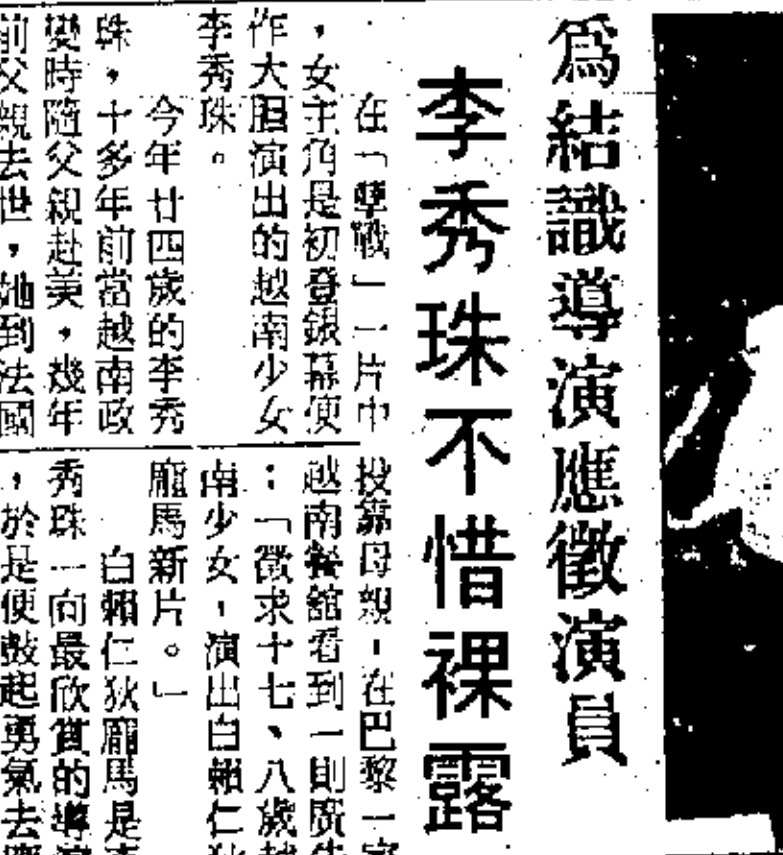 爲結識導演應徵演員
李秀珠不惜裸露
在「孽戰」一片中
，女主角是初登銀幕便
作大胆演出的越南少女
李秀珠。
今年廿四歲的李秀
珠，十多年前當越南政
變時隨父親赴美，幾年
前父親去世，她到法國
投靠母親，在巴黎一家
越南餐館看到一則廣告
：「徵求十七、八歲越
南少女，演出白賴仁狄
龐馬新片。」
白賴仁狄龐馬是李
秀珠一向最欣賞的導演
，於是便鼓起勇氣去